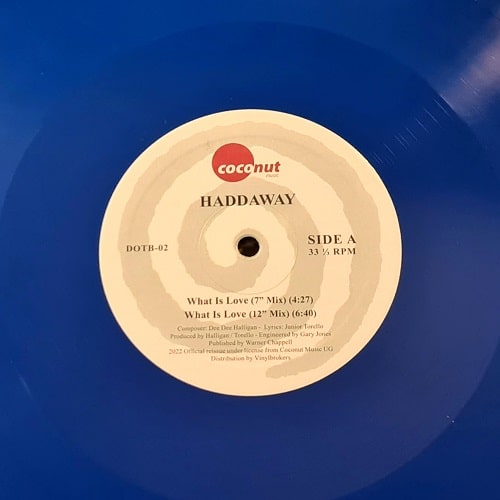 coconut
music
HADDAWAY
DOTB-02
SIDE A
33 ⅓ RPM
What Is Love (7" Mix) (4:27)
What Is Love (12" Mix) (6:40)
Composer: Dee Dee Halligan - Lyrics: Junior Torello
Produced by Halligan / Torello - Engineered by Gary Jones
Published by Warner Chappell
2022 Official reissue under license from Coconut Music UG
Distribution by Vinylbrokers